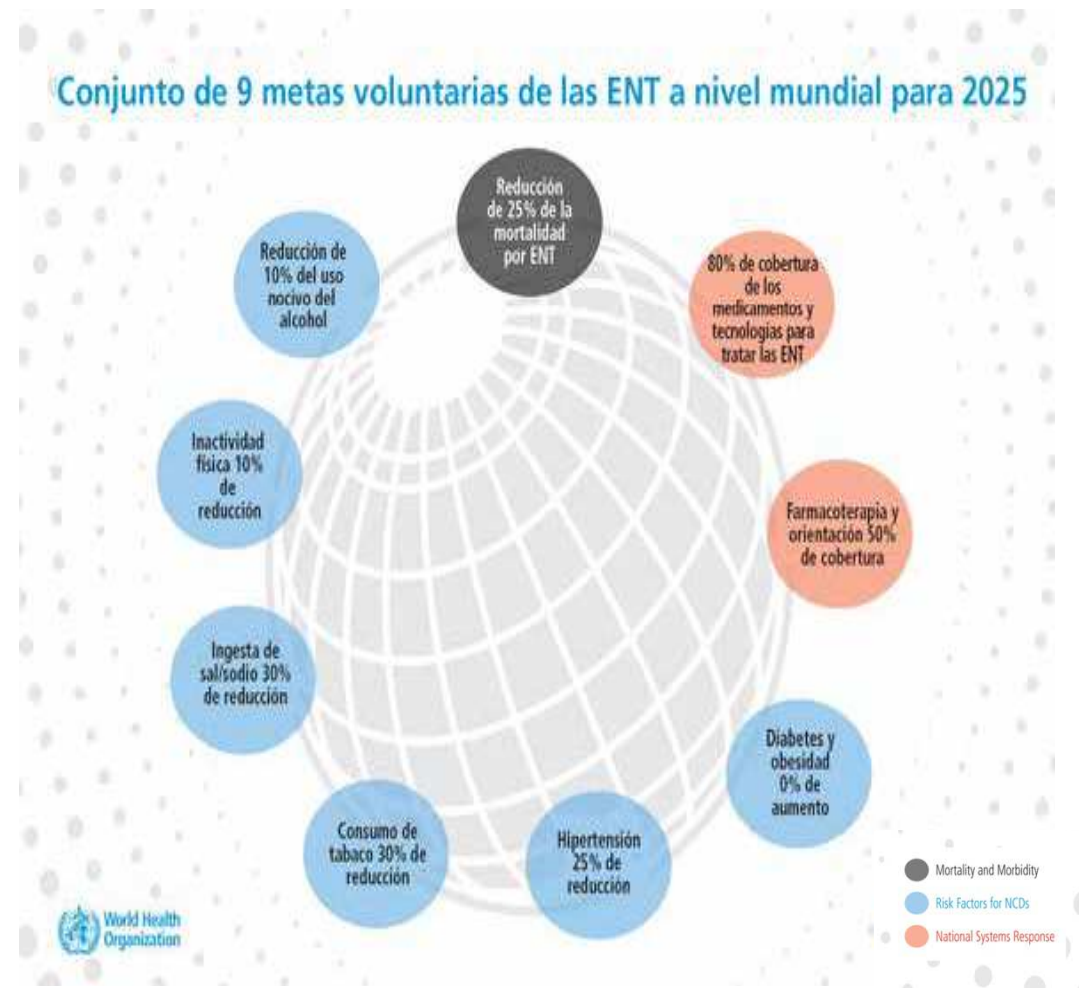 Conjunto de 9 metas voluntarias de las ENT a nivel mundial para 2025
Reducción
de 25% de la
mortalidad
por ENT
Reducción de
10% del uso
nocivo del
alcohol
80% de cobertura
de los
medicamentos y
tecnologías para
tratar las ENT
Inactividad
física 10%
de
reducción
Farmacoterapia y
orientación 50%
de cobertura
Ingesta de
sal/sodio 30%
de reducción
Diabetes y
obesidad
0% de
aumento
Consumo de
tabaco 30% de
reducción
Hipertensión
25% de
reducción
Mortality and Morbidity
Risk Factors for NCDs
National Systems Response
World Health
Organization